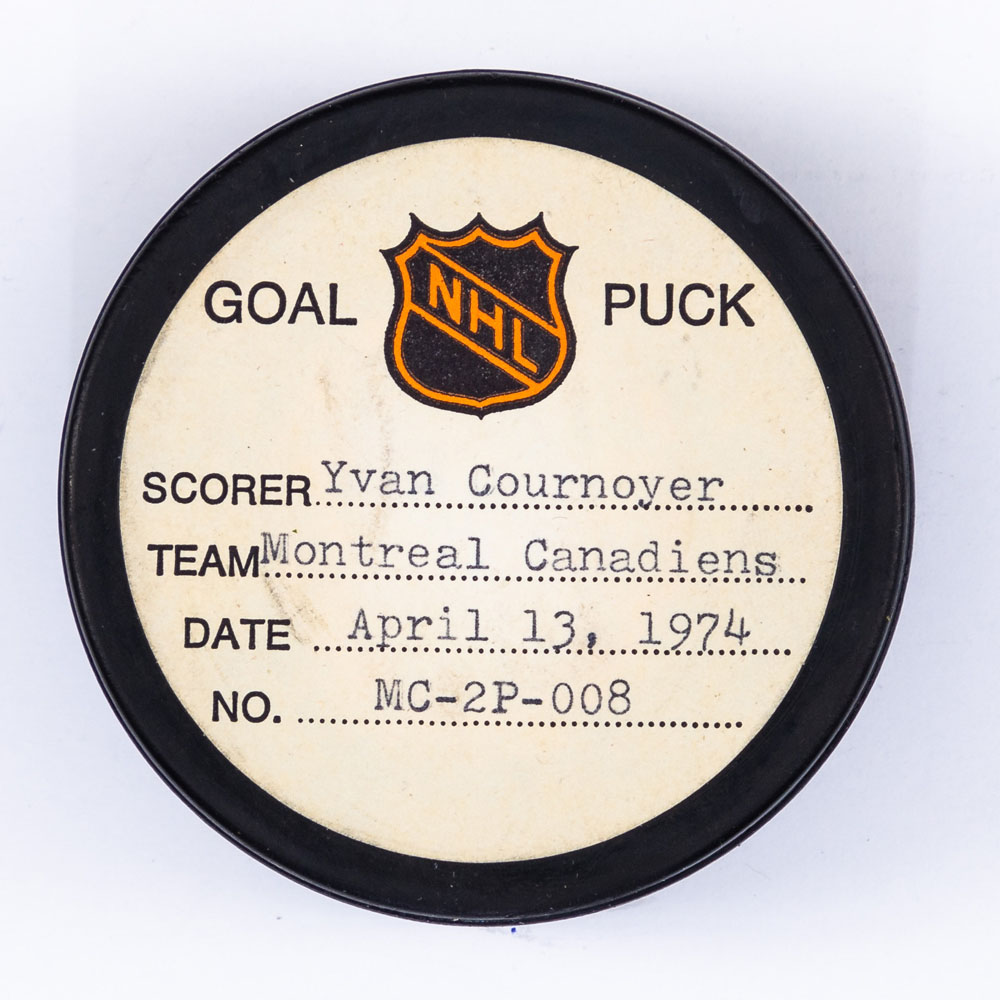 GOAL NHL PUCK
SCORER Yvan Cournoyer
TEAM Montreal Canadiens
DATE April 13, 1974
NO. MC-2P-008